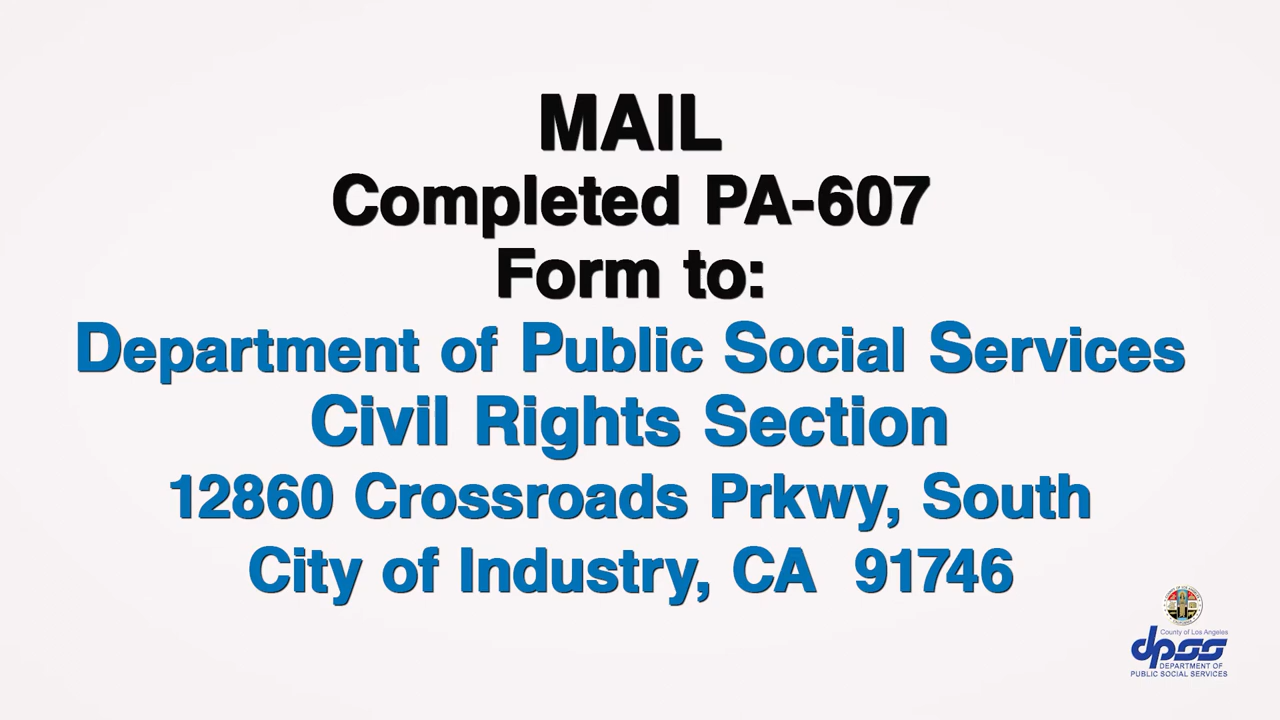 MAIL
Completed PA-607
Form to:
Department of Public Social Services
Civil Rights Section
12860 Crossroads Prkwy, South
City of Industry, CA 91746
County of Los Angeles
dpss
DEPARTMENT OF
PUBLIC SOCIAL SERVICES